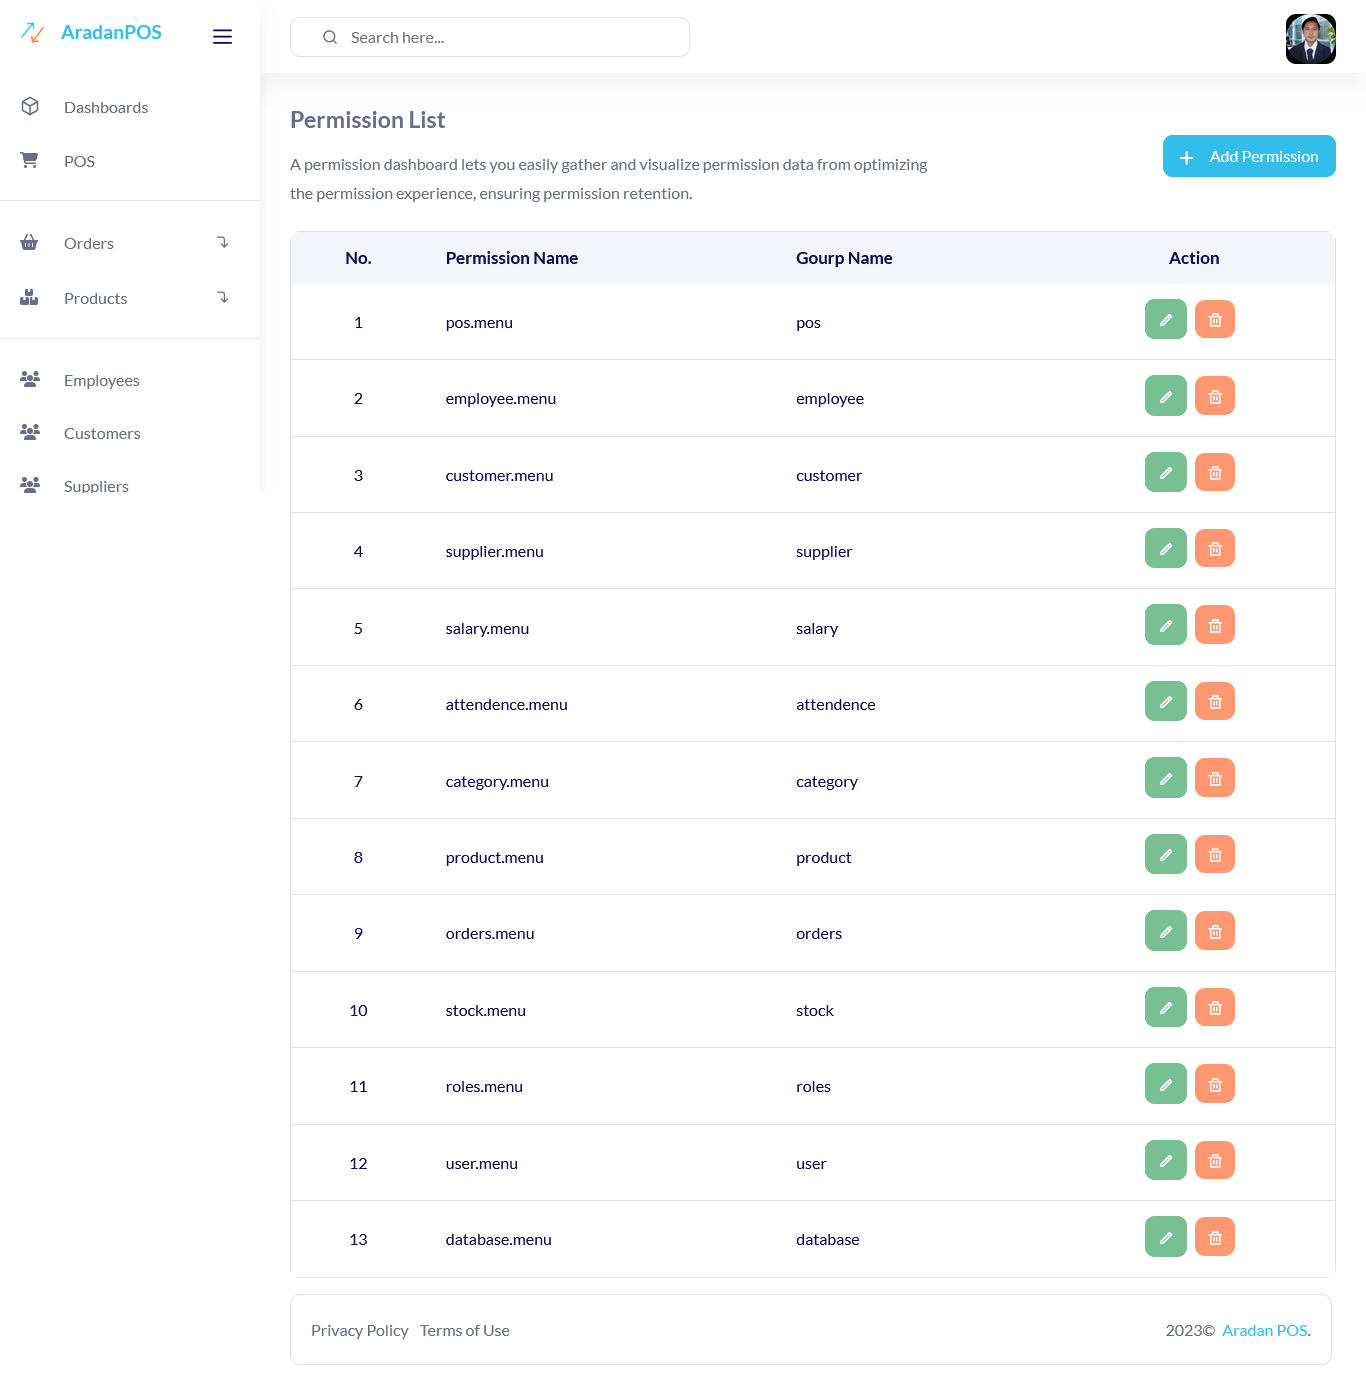 AradanPOS
Search here...
Dashboards
POS
Orders
Products
Employees
Customers
Suppliers
Permission List
A permission dashboard lets you easily gather and visualize permission data from optimizing
the permission experience, ensuring permission retention.
Add Permission
No. Permission Name Gourp Name Action
1 pos.menu pos
2 employee.menu employee
3 customer.menu customer
4 supplier.menu supplier
5 salary.menu salary
6 attendence.menu attendence
7 category.menu category
8 product.menu product
9 orders.menu orders
10 stock.menu stock
11 roles.menu roles
12 user.menu user
13 database.menu database
Privacy Policy Terms of Use 2023© Aradan POS.